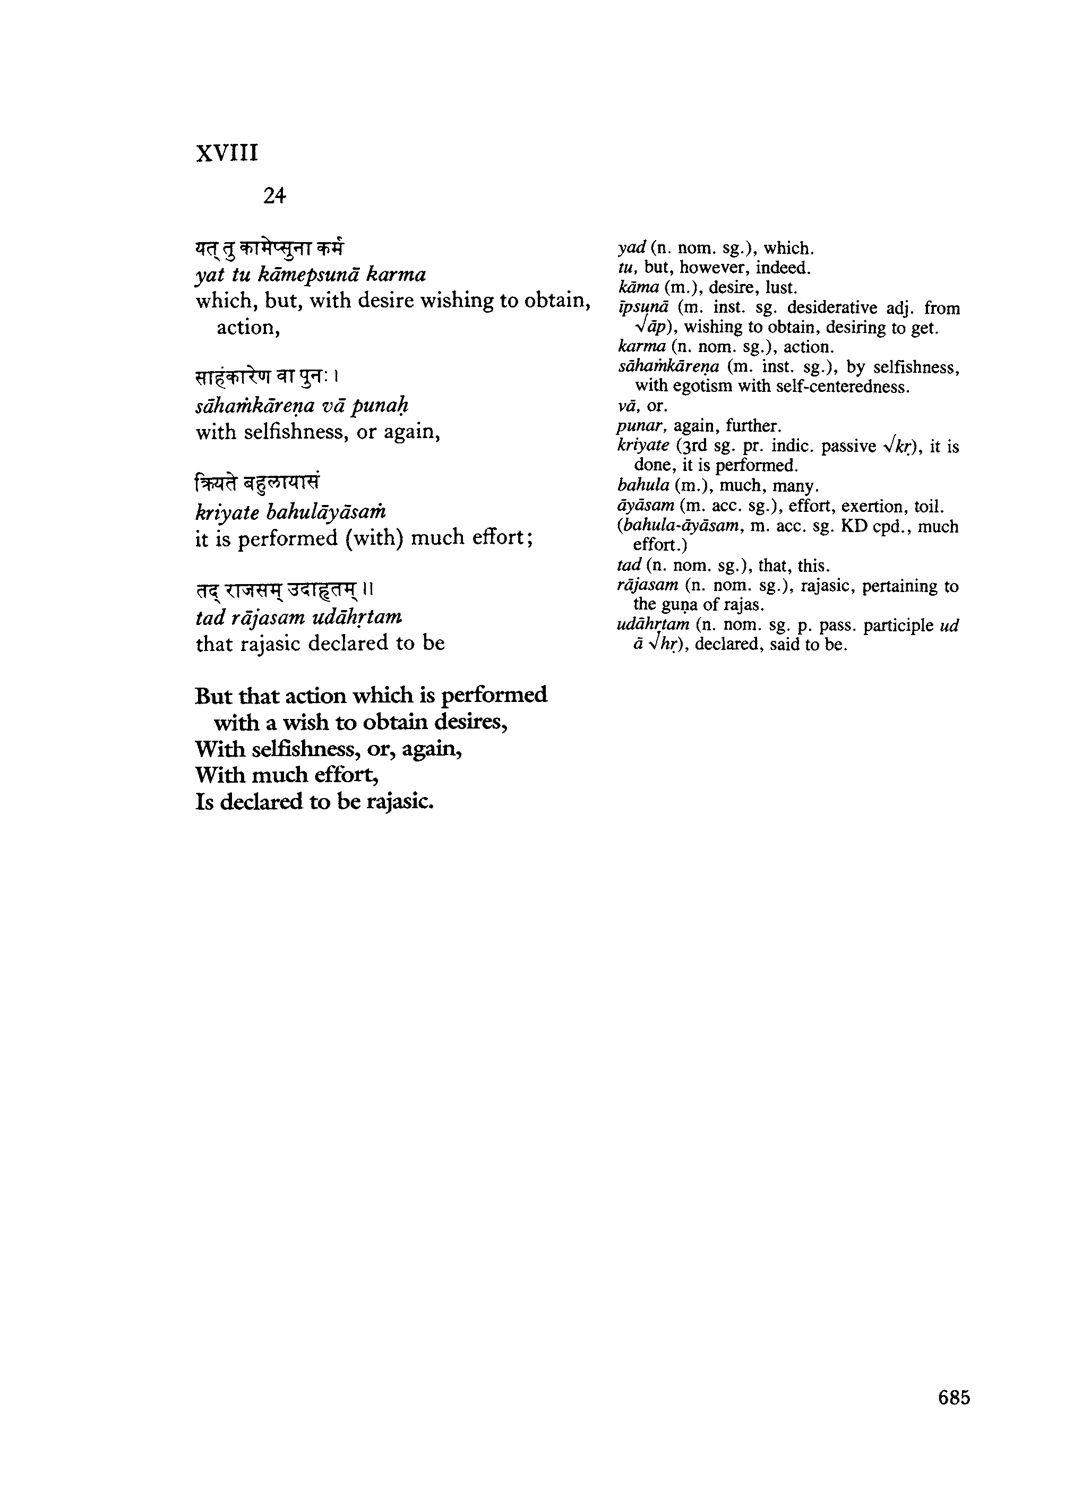 XVIII
24
यत् तु कामेप्सुना कर्म
yat tu kāmepsunā karma
which, but, with desire wishing to obtain,
action,
साहंकारेण वा पुनः ।
sāhaṁkāreṇa vā punaḥ
with selfishness, or again,
क्रियते बहुलायासं
kriyate bahulāyāsaṁ
it is performed (with) much effort;
तद् राजसम् उदाहृतम् ॥
tad rājasam udāhṛtam
that rajasic declared to be
But that action which is performed
with a wish to obtain desires,
With selfishness, or, again,
With much effort,
Is declared to be rajasic.
yad (n. nom. sg.), which.
tu, but, however, indeed.
kāma (m.), desire, lust.
īpsunā (m. inst. sg. desiderative adj. from
√āp), wishing to obtain, desiring to get.
karma (n. nom. sg.), action.
sāhaṁkāreṇa (m. inst. sg.), by selfishness,
with egotism with self-centeredness.
vā, or.
punar, again, further.
kriyate (3rd sg. pr. indic. passive √kṛ), it is
done, it is performed.
bahula (m.), much, many.
āyāsam (m. acc. sg.), effort, exertion, toil.
(bahula-āyāsam, m. acc. sg. KD cpd., much
effort.)
tad (n. nom. sg.), that, this.
rājasam (n. nom. sg.), rajasic, pertaining to
the guṇa of rajas.
udāhṛtam (n. nom. sg. p. pass. participle ud
ā √hṛ), declared, said to be.
685